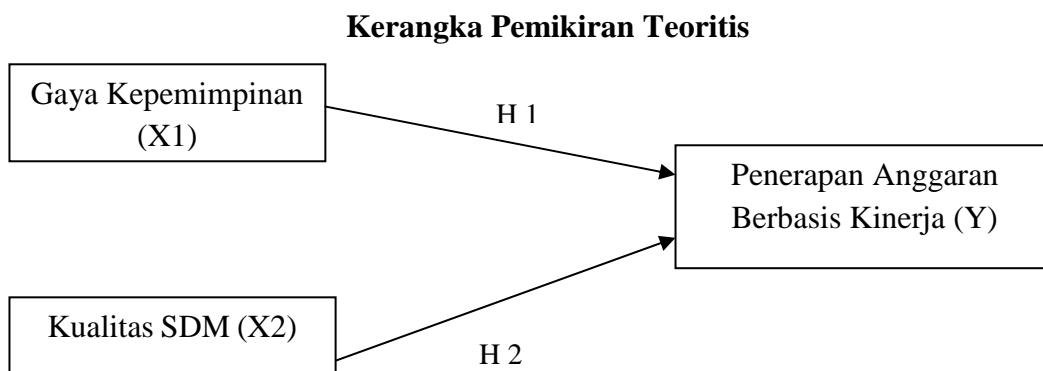 Kerangka Pemikiran Teoritis
Gaya Kepemimpinan
(X1)
H 1
Penerapan Anggaran
Berbasis Kinerja (Y)
Kualitas SDM (X2)
H 2